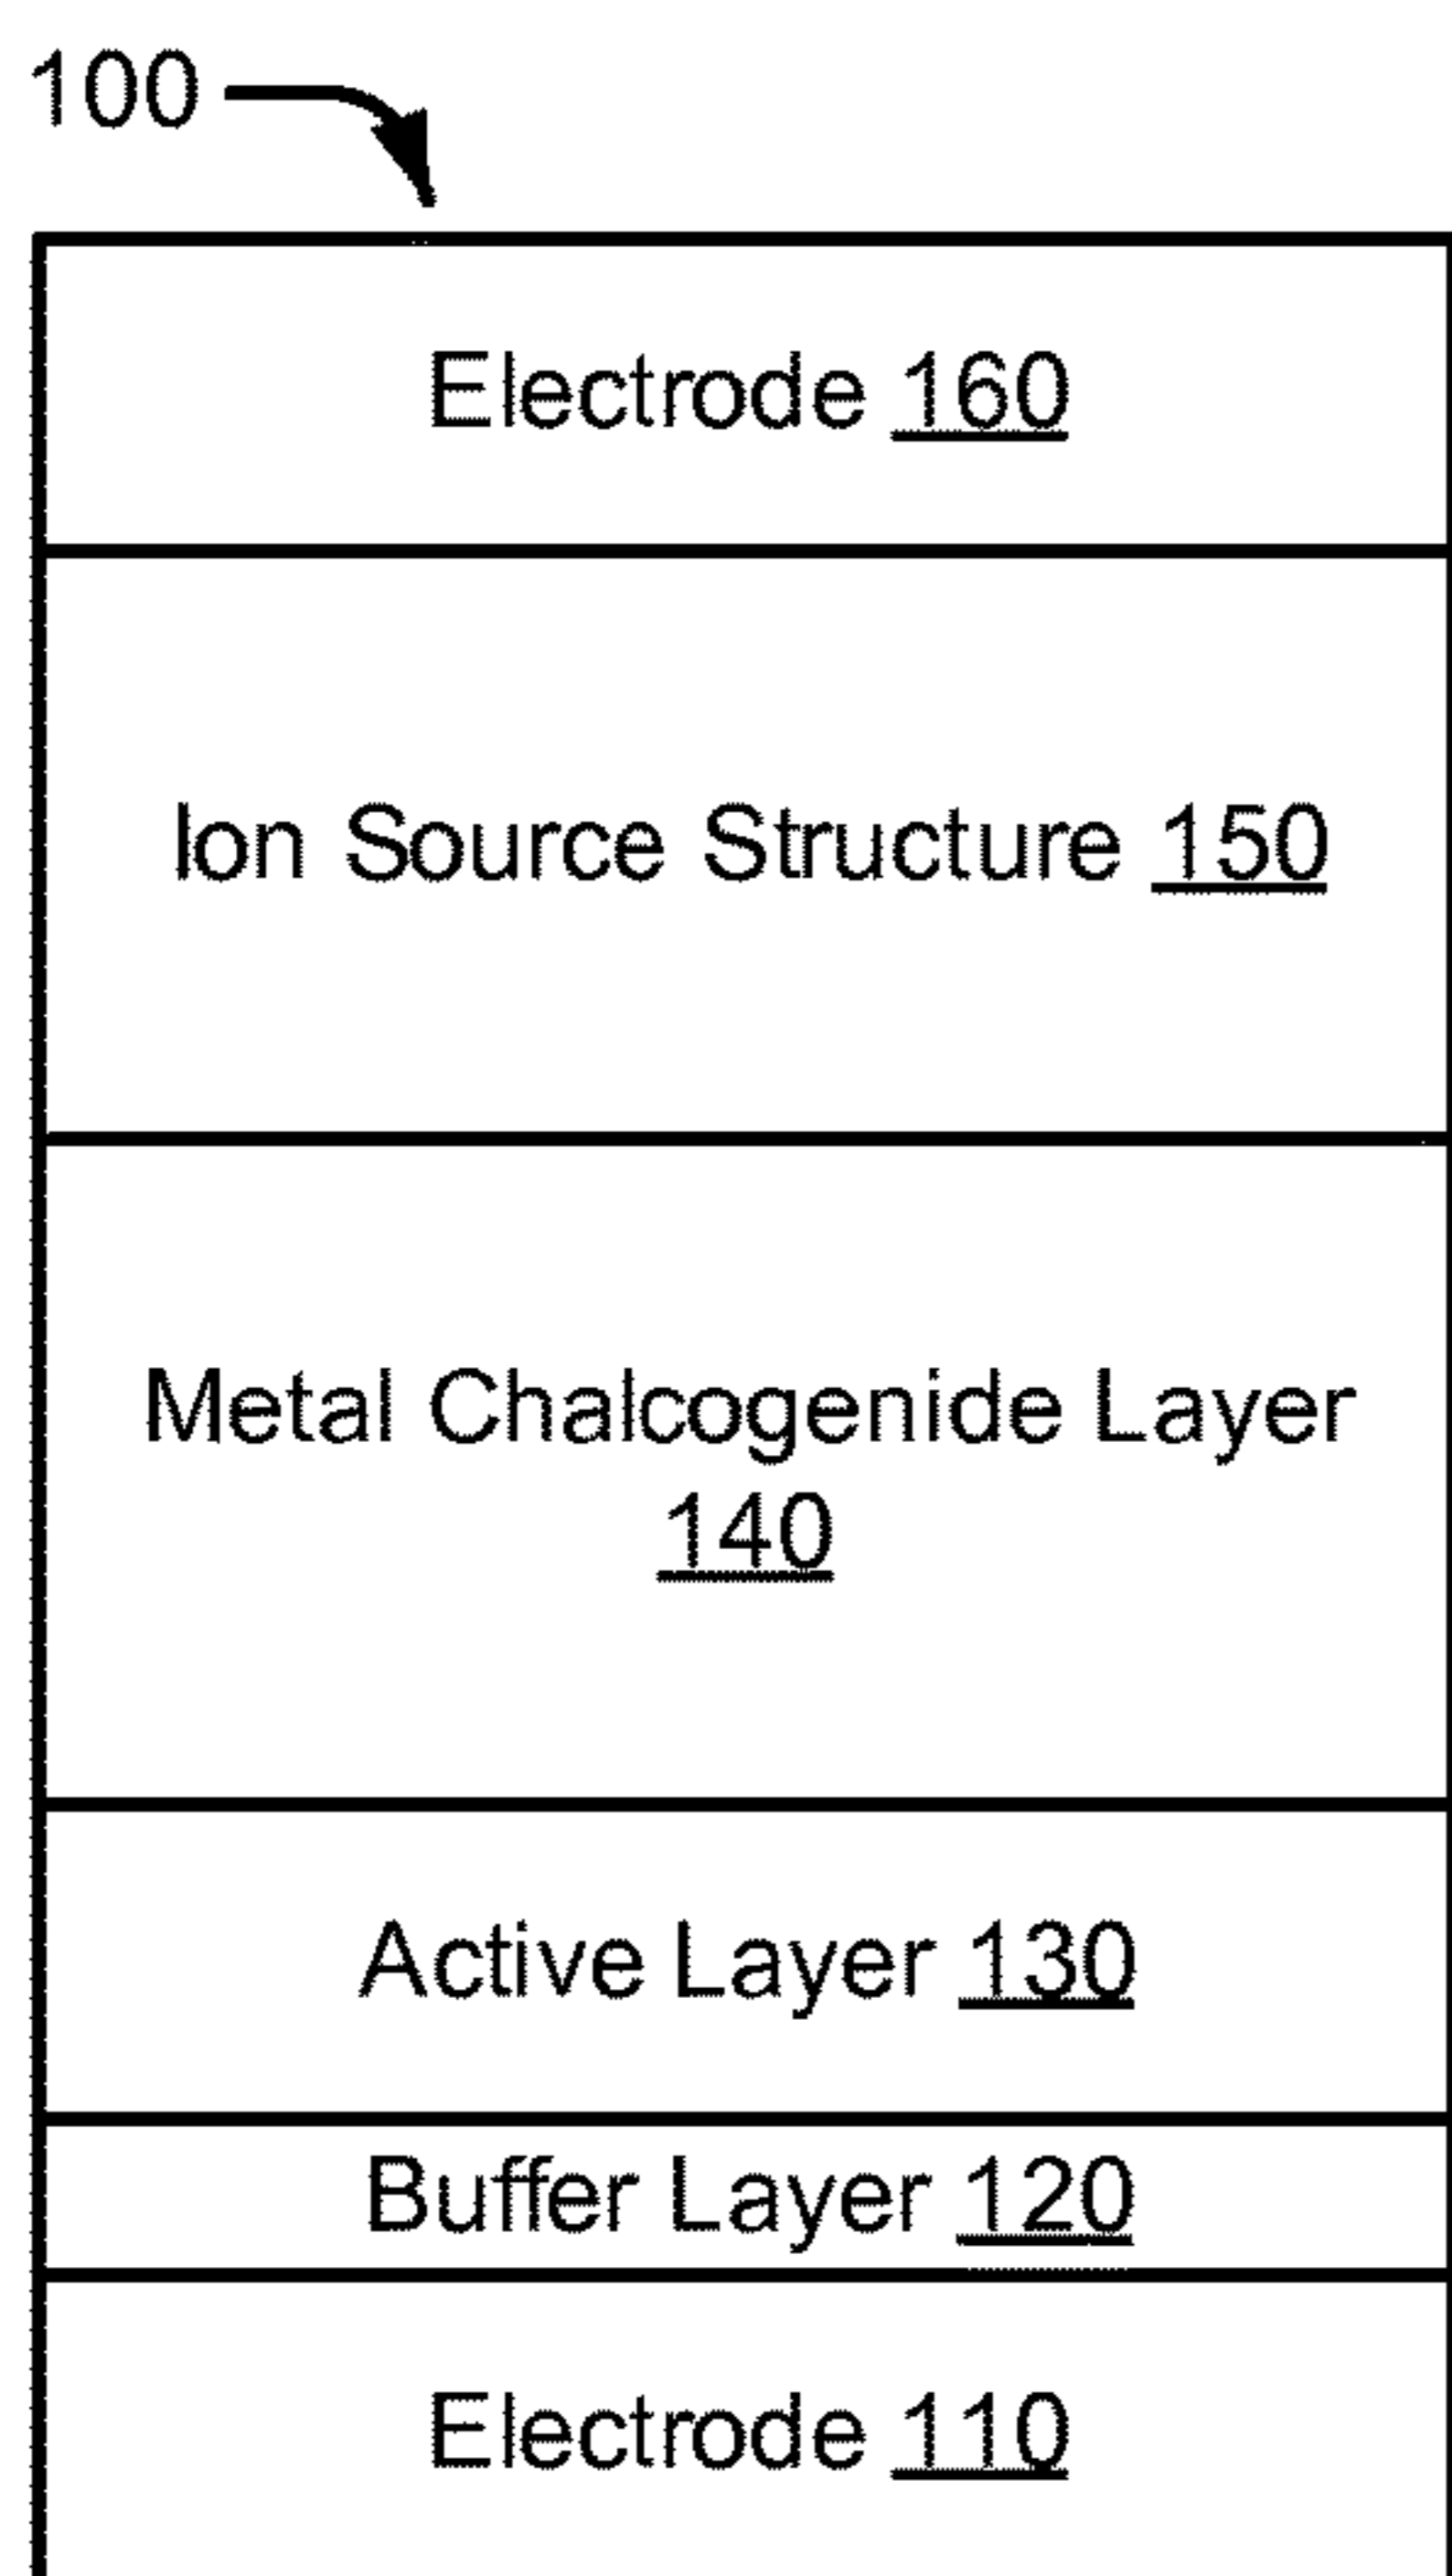 100
Electrode 160
Ion Source Structure 150
Metal Chalcogenide Layer
140
Active Layer 130
Buffer Layer 120
Electrode 110